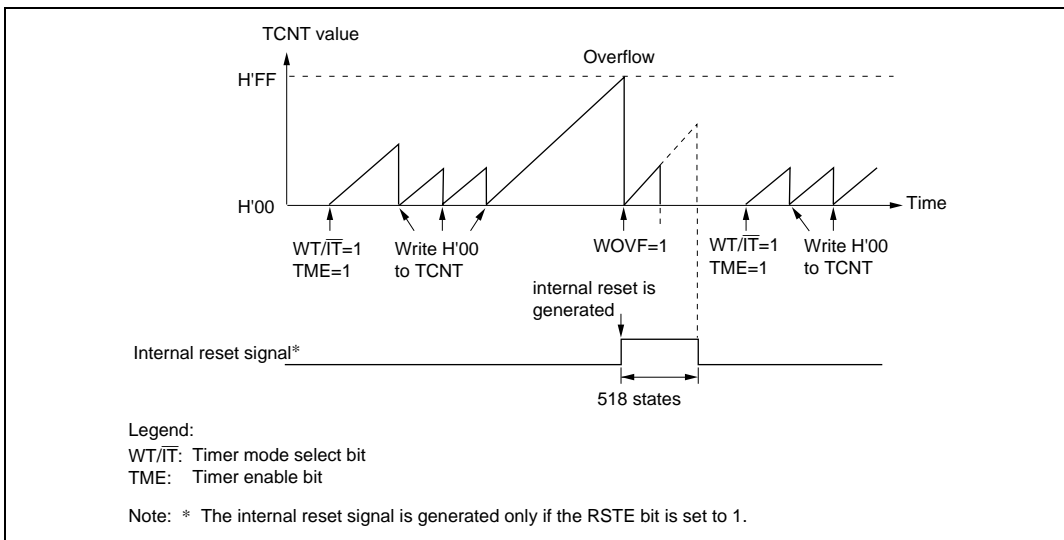 TCNT value
Overflow
H'FF
H'00
Time
WT/IT=1
TME=1
Write H'00
to TCNT
WOVF=1
WT/IT=1
TME=1
Write H'00
to TCNT
internal reset is
generated
Internal reset signal*
518 states
Legend:
WT/IT: Timer mode select bit
TME: Timer enable bit
Note: * The internal reset signal is generated only if the RSTE bit is set to 1.